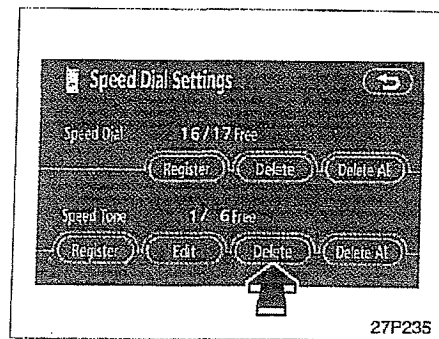 Speed Dial Settings
Speed Dial 16/17 Free
Register Delete Delete All
Speed Tone 1/ 6 Free
Register Edit Delete Delete All
27P235